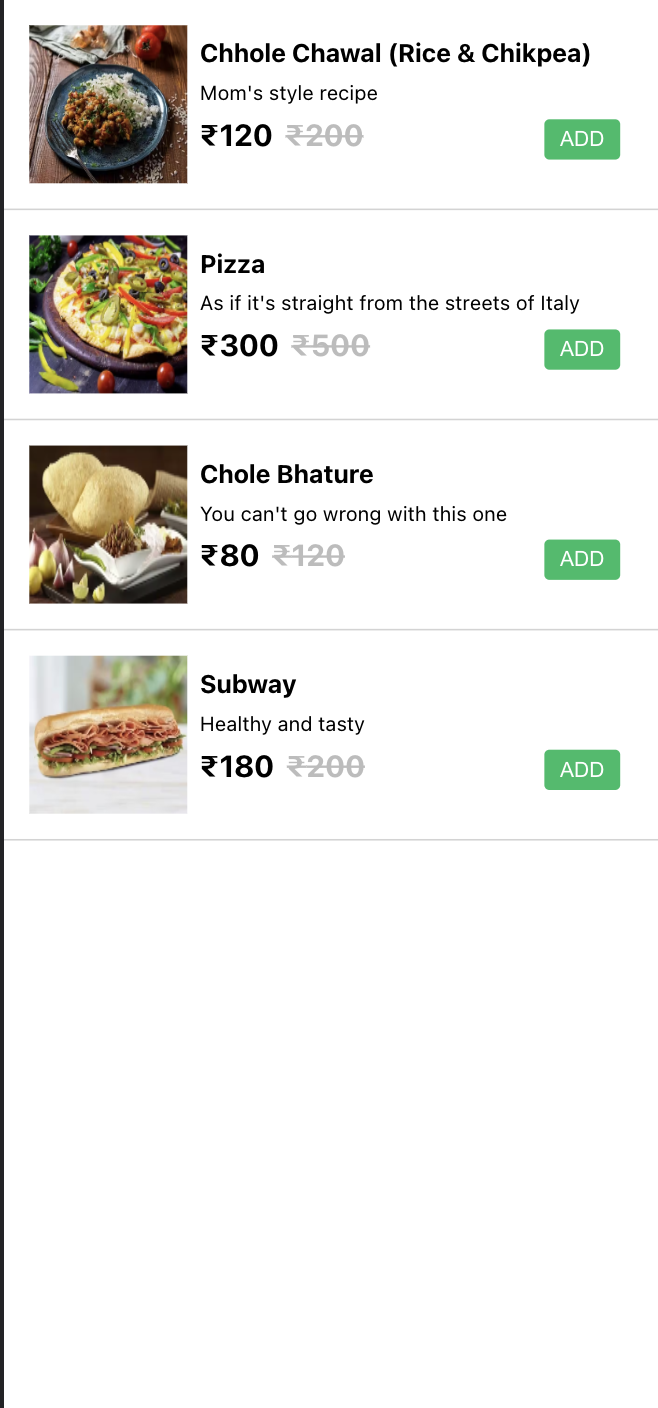 Chhole Chawal (Rice & Chikpea)
Mom's style recipe
₹120 ₹200 ADD
Pizza
As if it's straight from the streets of Italy
₹300 ₹500 ADD
Chole Bhature
You can't go wrong with this one
₹80 ₹120 ADD
Subway
Healthy and tasty
₹180 ₹200 ADD